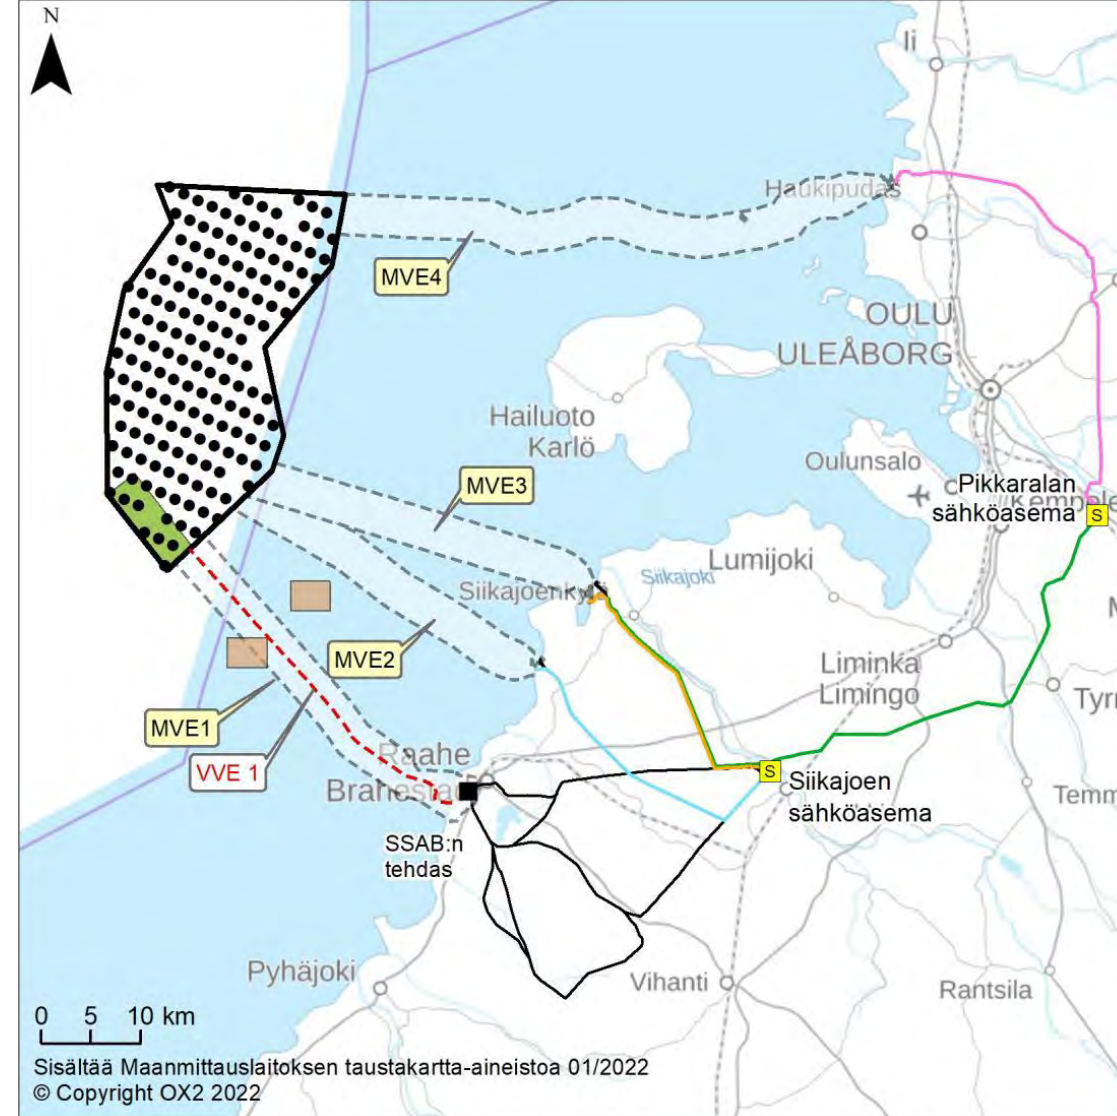 N
Ii
Haukipudas
MVE4
OULU
ULEÅBORG
Hailuoto
Karlö
Oulunsalo
MVE3
Pikkaralan
sähköasema
Kempele
S
Lumijoki
Siikajoki
Siikajoenkylä
MVE2
Liminka
Limingo
MVE1
VVE 1
Raahe
Brahestad
S
Siikajoen
sähköasema
SSAB:n
tehdas
Pyhäjoki
Vihanti
Rantsila
0 5 10 km
Sisältää Maanmittauslaitoksen taustakartta-aineistoa 01/2022
© Copyright OX2 2022